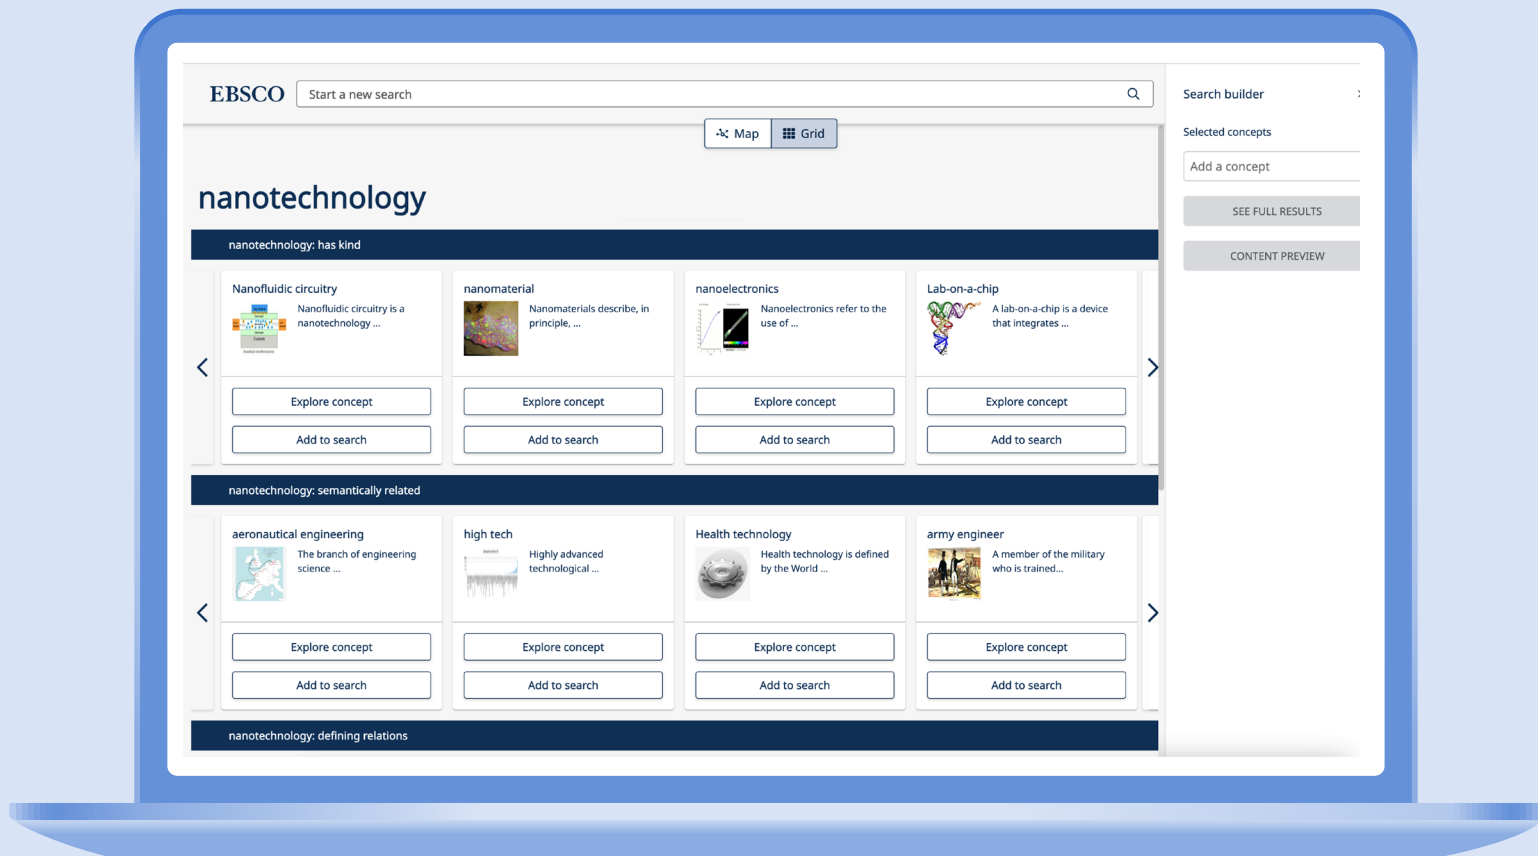 EBSCO
Start a new search
Map
Grid
nanotechnology
nanotechnology: has kind
Nanofluidic circuitry
Nanofluidic circuitry is a
nanotechnology ...
Explore concept
Add to search
nanomaterial
Nanomaterials describe, in
principle, ...
Explore concept
Add to search
nanoelectronics
Nanoelectronics refer to the
use of ...
Explore concept
Add to search
Lab-on-a-chip
A lab-on-a-chip is a device
that integrates ...
Explore concept
Add to search
nanotechnology: semantically related
aeronautical engineering
The branch of engineering
science ...
Explore concept
Add to search
high tech
Highly advanced
technological ...
Explore concept
Add to search
Health technology
Health technology is defined
by the World ...
Explore concept
Add to search
army engineer
A member of the military
who is trained...
Explore concept
Add to search
nanotechnology: defining relations
Search builder
Selected concepts
Add a concept
SEE FULL RESULTS
CONTENT PREVIEW